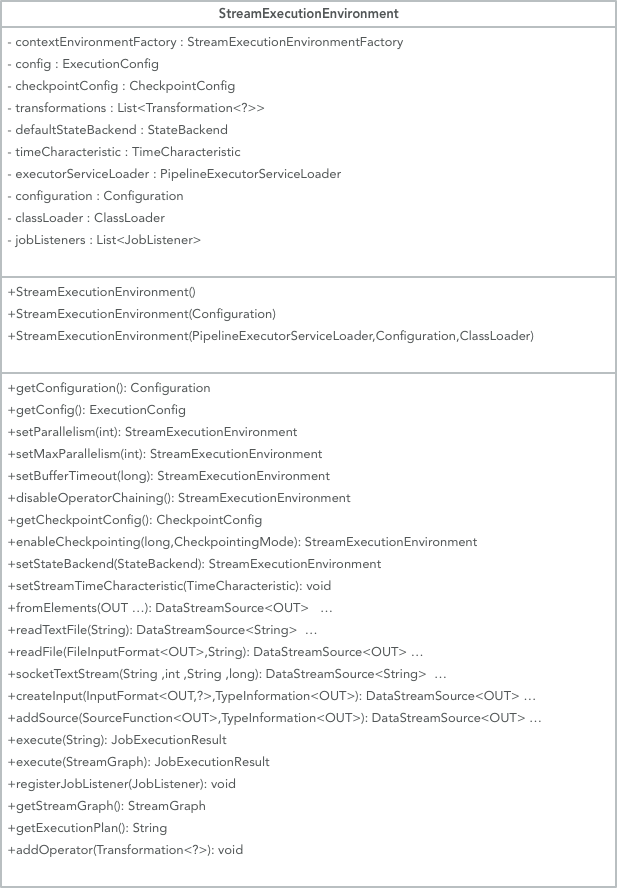 StreamExecutionEnvironment
- contextEnvironmentFactory : StreamExecutionEnvironmentFactory
- config : ExecutionConfig
- checkpointConfig : CheckpointConfig
- transformations : List<Transformation<?>>
- defaultStateBackend : StateBackend
- timeCharacteristic : TimeCharacteristic
- executorServiceLoader : PipelineExecutorServiceLoader
- configuration : Configuration
- classLoader : ClassLoader
- jobListeners : List<JobListener>
+StreamExecutionEnvironment()
+StreamExecutionEnvironment(Configuration)
+StreamExecutionEnvironment(PipelineExecutorServiceLoader,Configuration,ClassLoader)
+getConfiguration(): Configuration
+getConfig(): ExecutionConfig
+setParallelism(int): StreamExecutionEnvironment
+setMaxParallelism(int): StreamExecutionEnvironment
+setBufferTimeout(long): StreamExecutionEnvironment
+disableOperatorChaining(): StreamExecutionEnvironment
+getCheckpointConfig(): CheckpointConfig
+enableCheckpointing(long,CheckpointingMode): StreamExecutionEnvironment
+setStateBackend(StateBackend): StreamExecutionEnvironment
+setStreamTimeCharacteristic(TimeCharacteristic): void
+fromElements(OUT …): DataStreamSource<OUT> …
+readTextFile(String): DataStreamSource<String> …
+readFile(FileInputFormat<OUT>,String): DataStreamSource<OUT> …
+socketTextStream(String ,int ,String ,long): DataStreamSource<String> …
+createInput(InputFormat<OUT,?>,TypeInformation<OUT>): DataStreamSource<OUT> …
+addSource(SourceFunction<OUT>,TypeInformation<OUT>): DataStreamSource<OUT> …
+execute(String): JobExecutionResult
+execute(StreamGraph): JobExecutionResult
+registerJobListener(JobListener): void
+getStreamGraph(): StreamGraph
+getExecutionPlan(): String
+addOperator(Transformation<?>): void